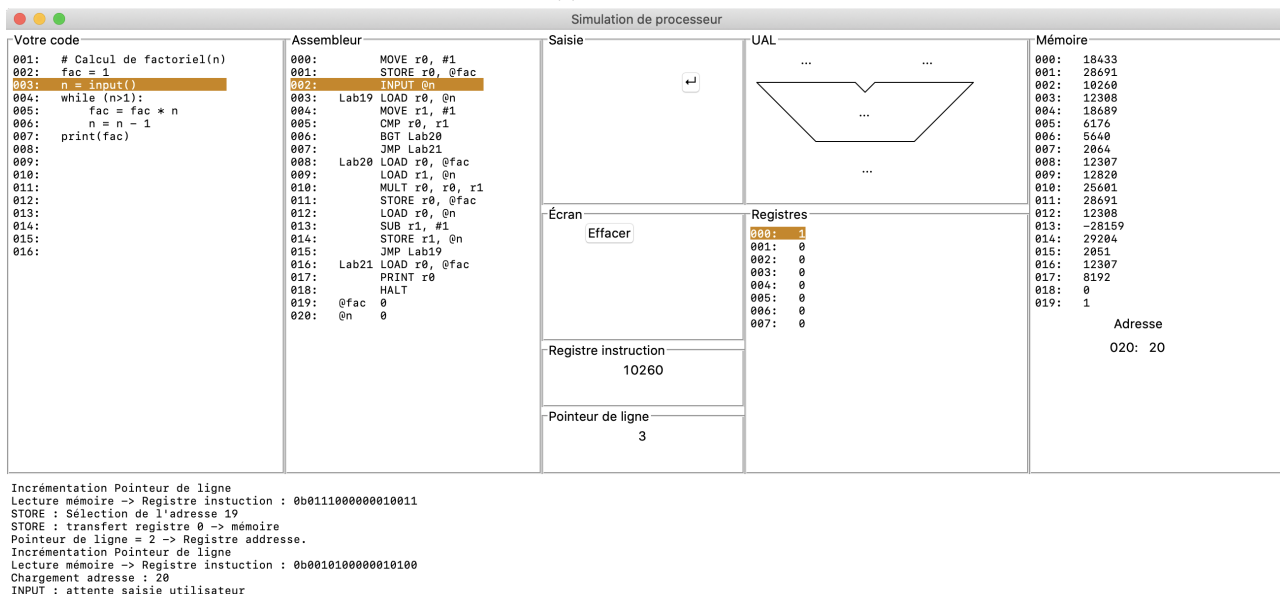 Simulation de processeur
Votre code
001: # Calcul de factoriel(n)
002: fac = 1
003: n = input()
004: while (n>1):
005: fac = fac * n
006: n = n - 1
007: print(fac)
008:
009:
010:
011:
012:
013:
014:
015:
016:
Assembleur
000: MOVE r0, #1
001: STORE r0, @fac
002: INPUT @n
003: Lab19 LOAD r0, @n
004: MOVE r1, #1
005: CMP r0, r1
006: BGT Lab20
007: JMP Lab21
008: Lab20 LOAD r0, @fac
009: LOAD r1, @n
010: MULT r0, r0, r1
011: STORE r0, @fac
012: LOAD r0, @n
013: SUB r1, #1
014: STORE r1, @n
015: JMP Lab19
016: Lab21 LOAD r0, @fac
017: PRINT r0
018: HALT
019: @fac 0
020: @n 0
Saisie
↵
Écran
Effacer
Registre instruction
10260
Pointeur de ligne
3
UAL
... ...
...
...
Registres
000: 1
001: 0
002: 0
003: 0
004: 0
005: 0
006: 0
007: 0
Mémoire
000: 18433
001: 28691
002: 10260
003: 12308
004: 18689
005: 6176
006: 5640
007: 2064
008: 12307
009: 12820
010: 25601
011: 28691
012: 12308
013: -28159
014: 29204
015: 2051
016: 12307
017: 8192
018: 0
019: 1
Adresse
020: 20
Incrémentation Pointeur de ligne
Lecture mémoire -> Registre instuction : 0b0111000000010011
STORE : Sélection de l'adresse 19
STORE : transfert registre 0 -> mémoire
Pointeur de ligne = 2 -> Registre addresse.
Incrémentation Pointeur de ligne
Lecture mémoire -> Registre instuction : 0b0010100000010100
Chargement adresse : 20
INPUT : attente saisie utilisateur